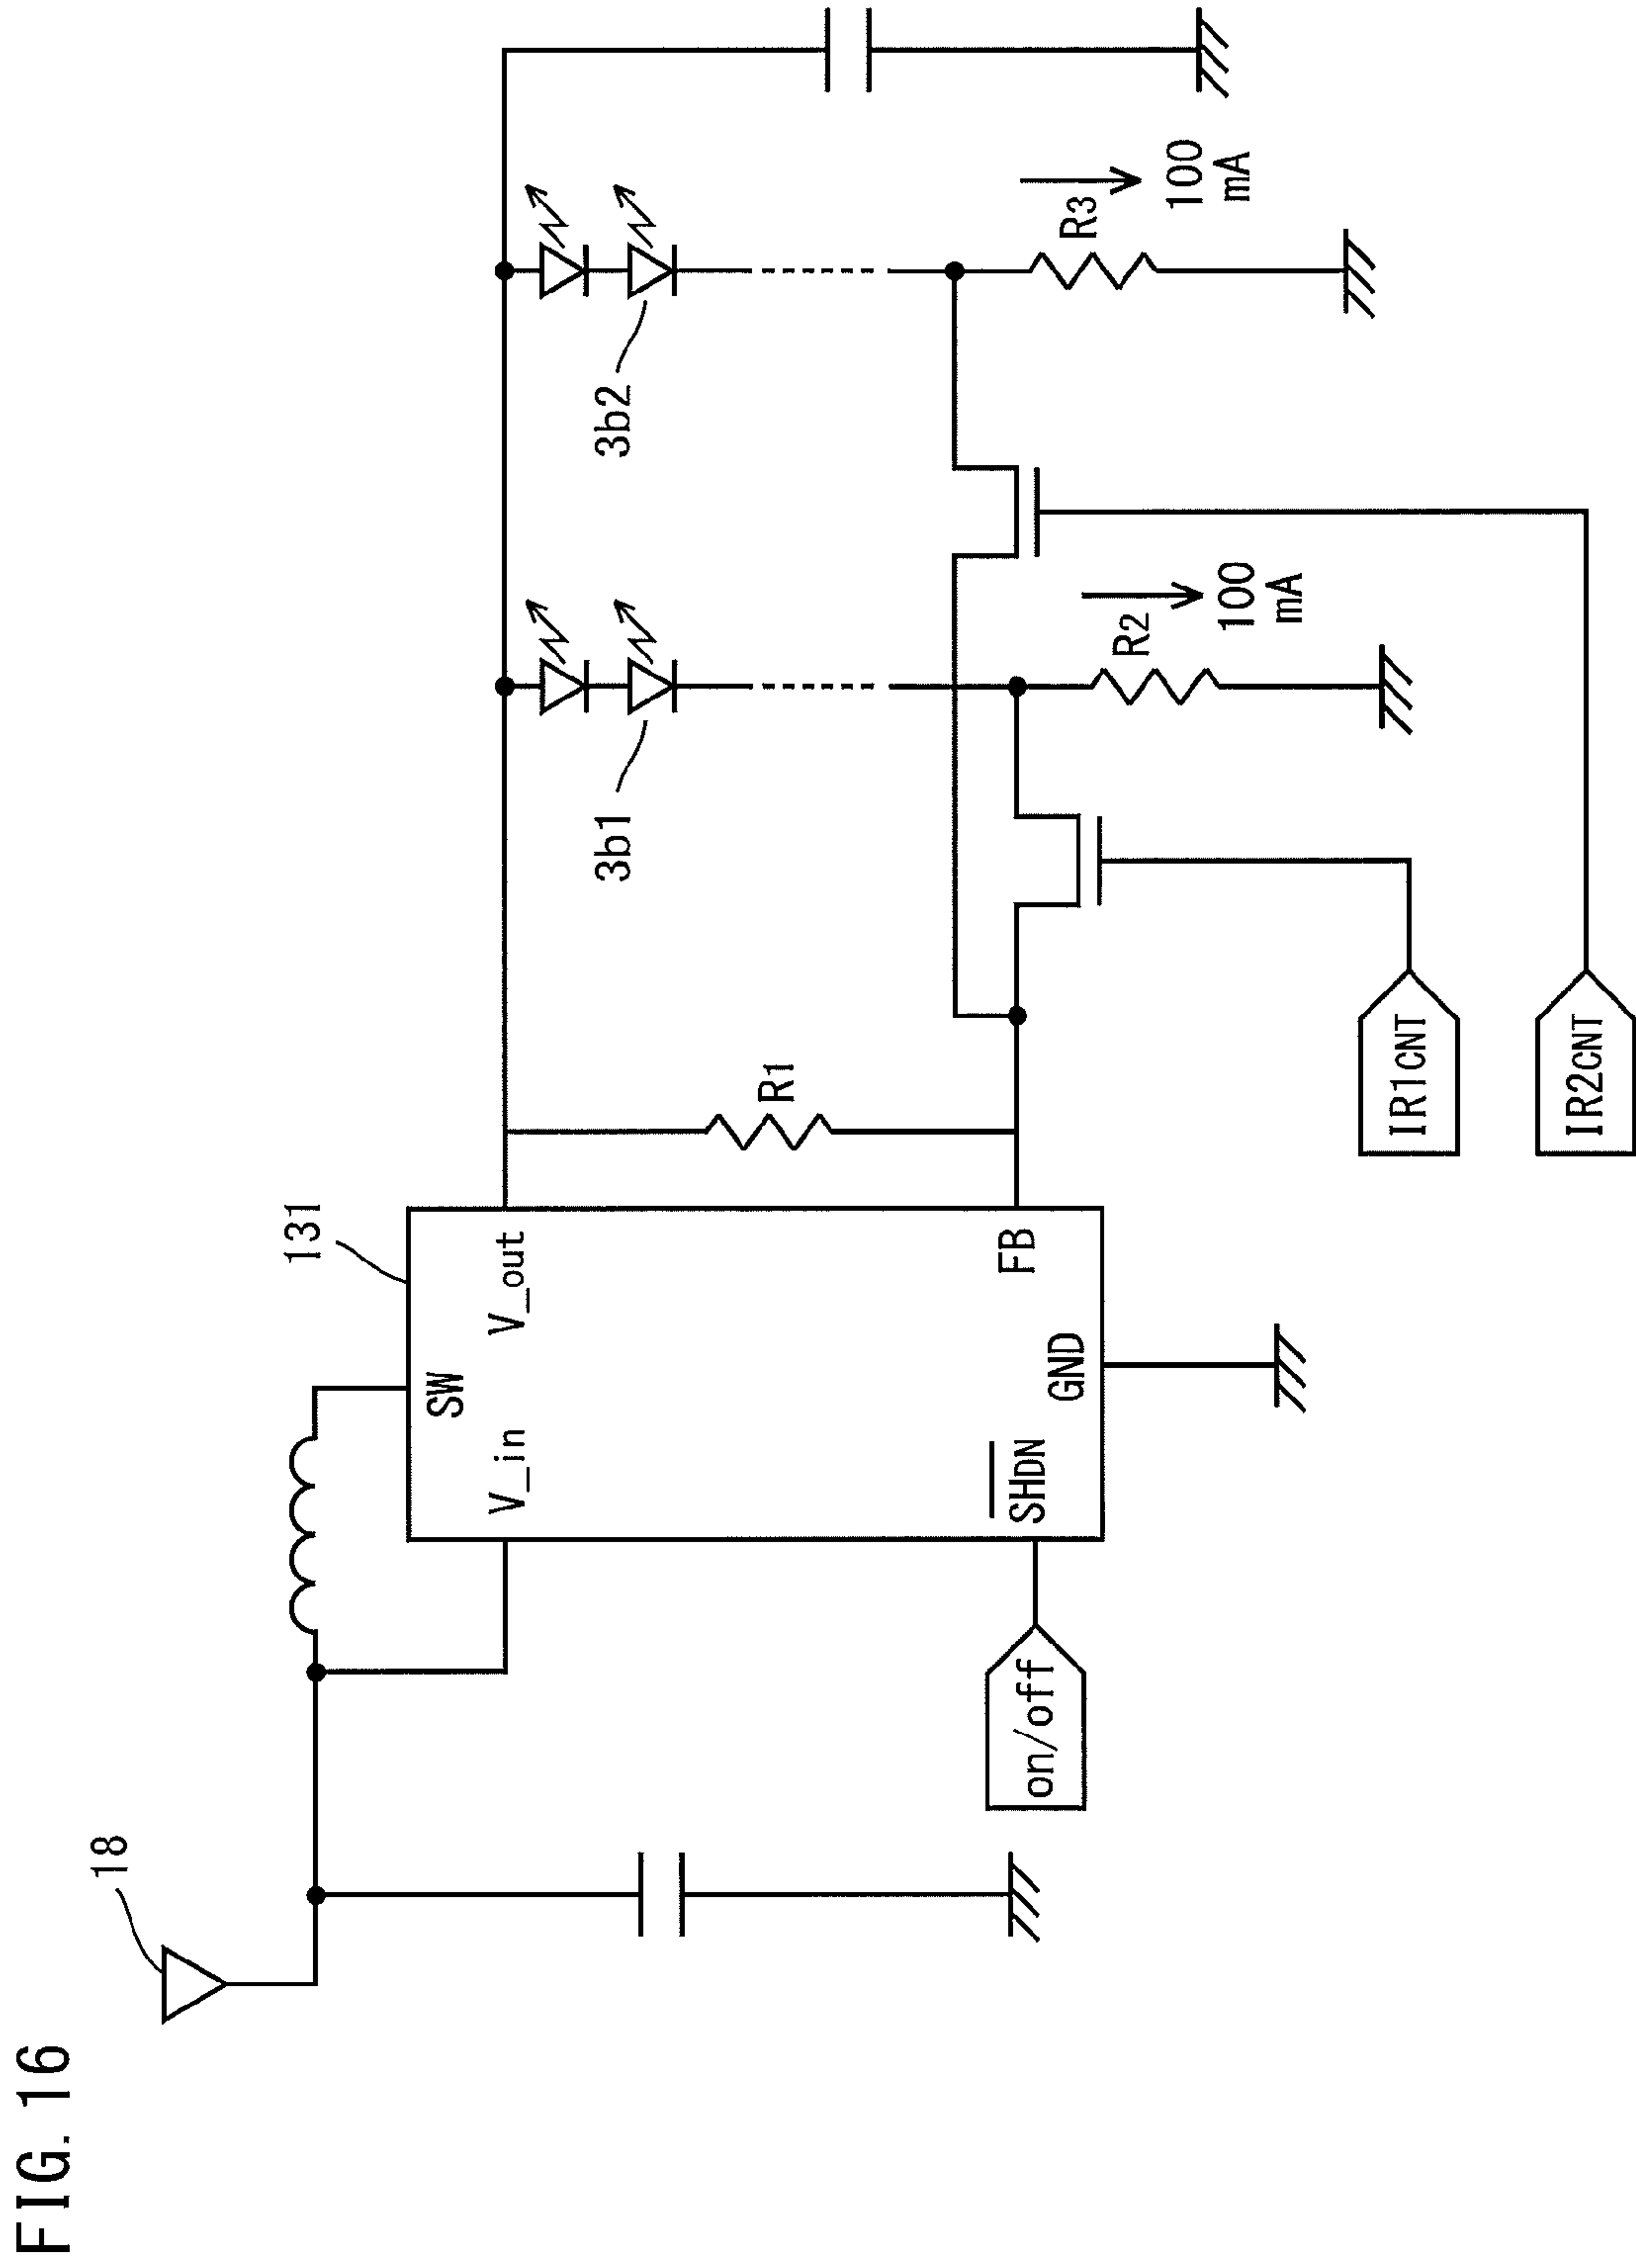 FIG. 16
18
131
SW
V_in
V_out
SHDN
GND
FB
on/off
R1
3b1
3b2
R2
100
mA
R3
100
mA
IR1CNT
IR2CNT